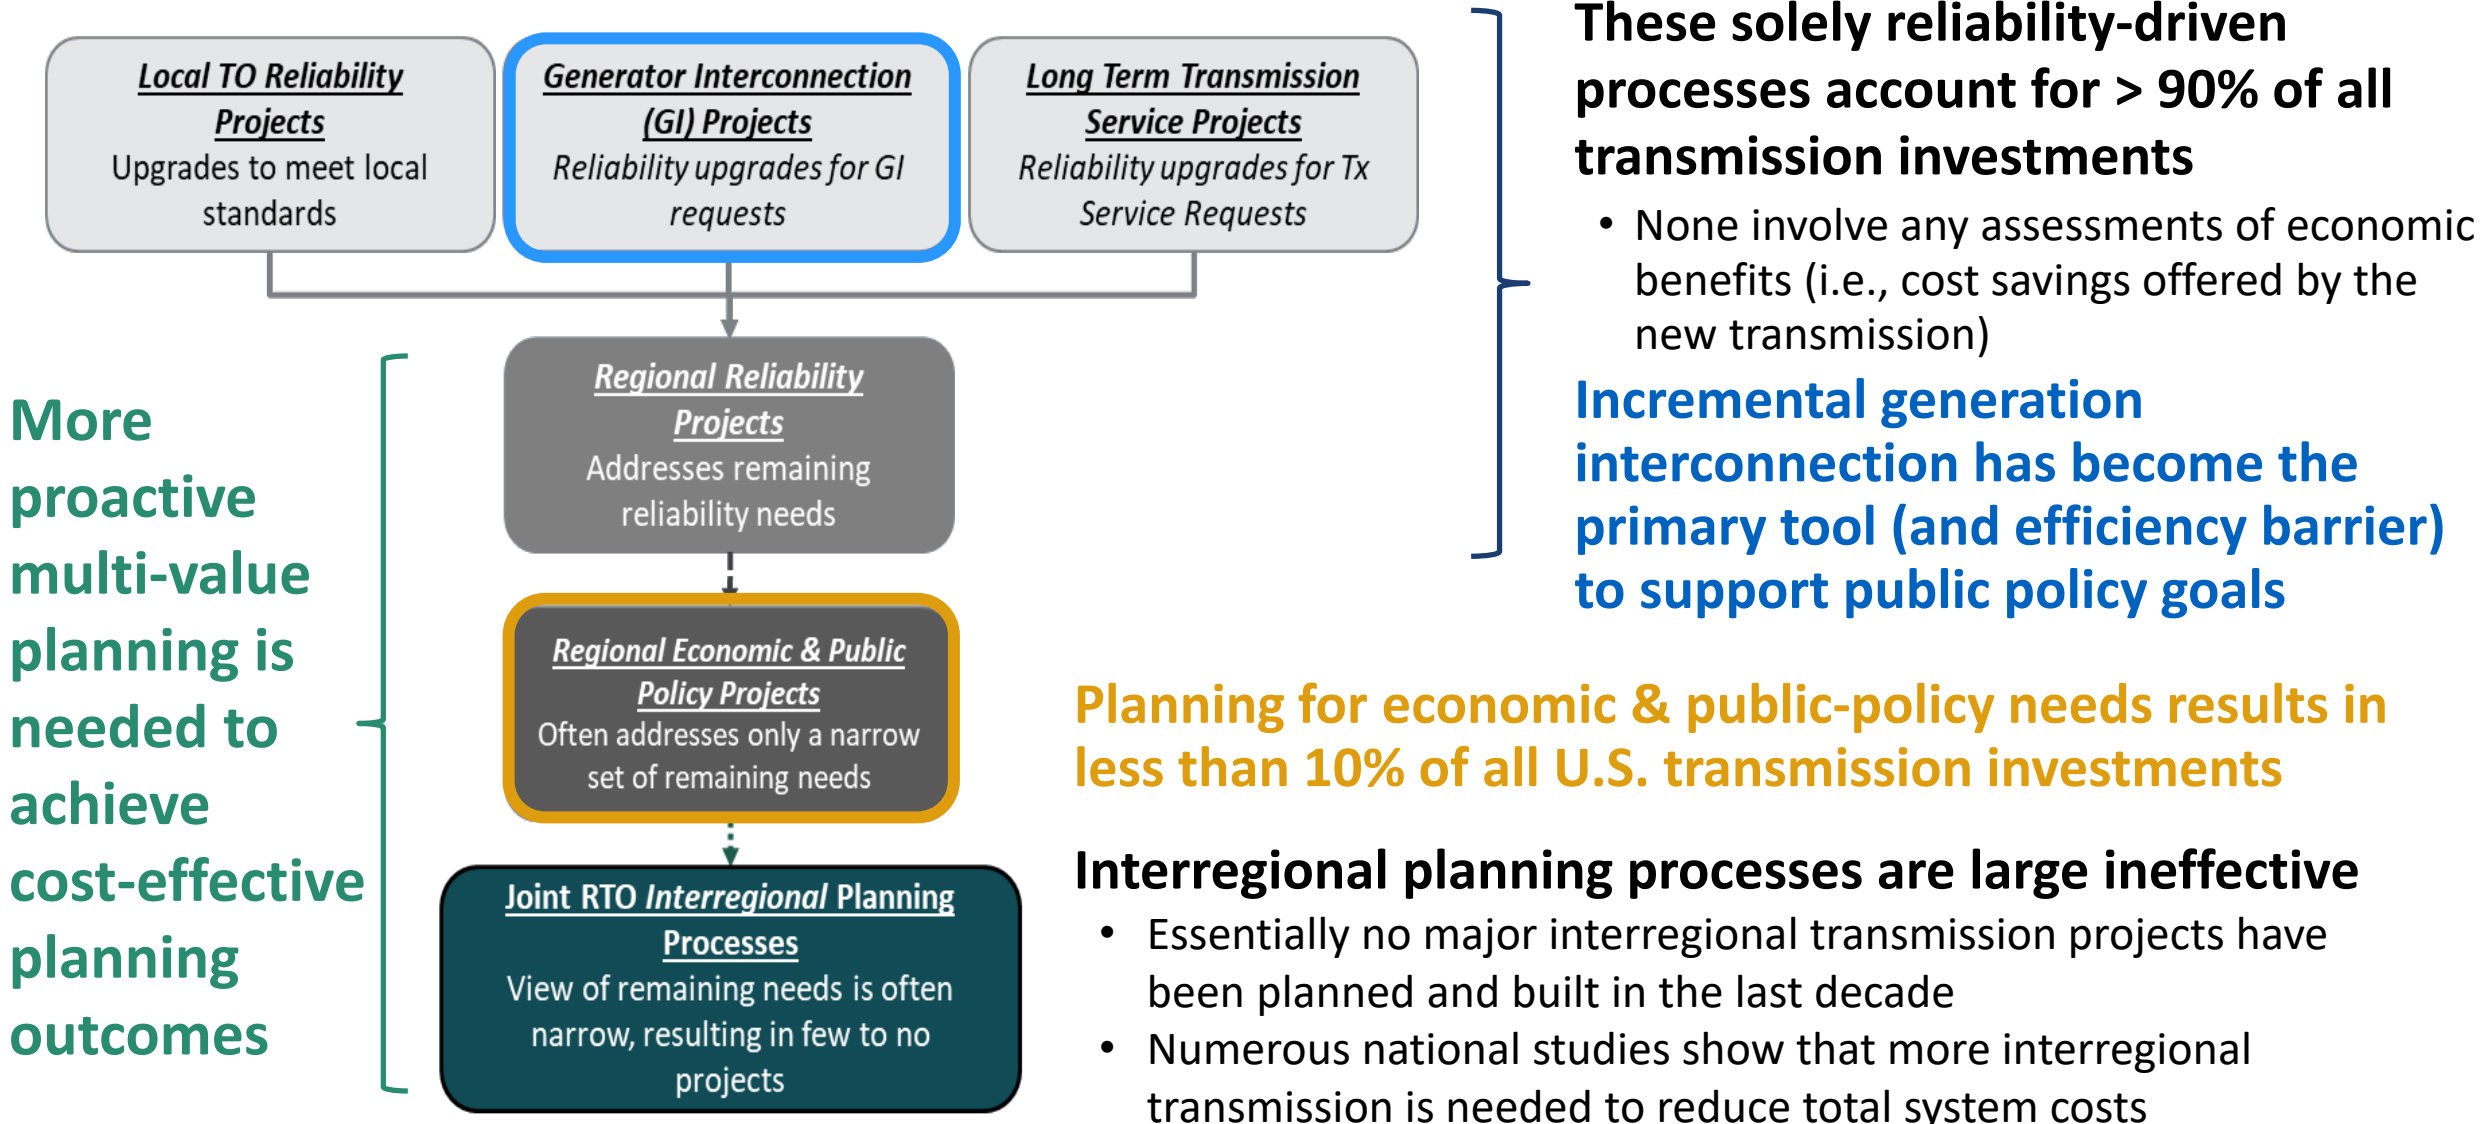 Local TO Reliability
Projects
Upgrades to meet local
standards
Generator Interconnection
(GI) Projects
Reliability upgrades for GI
requests
Long Term Transmission
Service Projects
Reliability upgrades for Tx
Service Requests
These solely reliability-driven
processes account for > 90% of all
transmission investments
• None involve any assessments of economic
benefits (i.e., cost savings offered by the
new transmission)
Incremental generation
interconnection has become the
primary tool (and efficiency barrier)
to support public policy goals
Regional Reliability
Projects
Addresses remaining
reliability needs
More
proactive
multi-value
planning is
needed to
achieve
cost-effective
planning
outcomes
Regional Economic & Public
Policy Projects
Often addresses only a narrow
set of remaining needs
Planning for economic & public-policy needs results in
less than 10% of all U.S. transmission investments
Joint RTO Interregional Planning
Processes
View of remaining needs is often
narrow, resulting in few to no
projects
Interregional planning processes are large ineffective
• Essentially no major interregional transmission projects have
been planned and built in the last decade
• Numerous national studies show that more interregional
transmission is needed to reduce total system costs